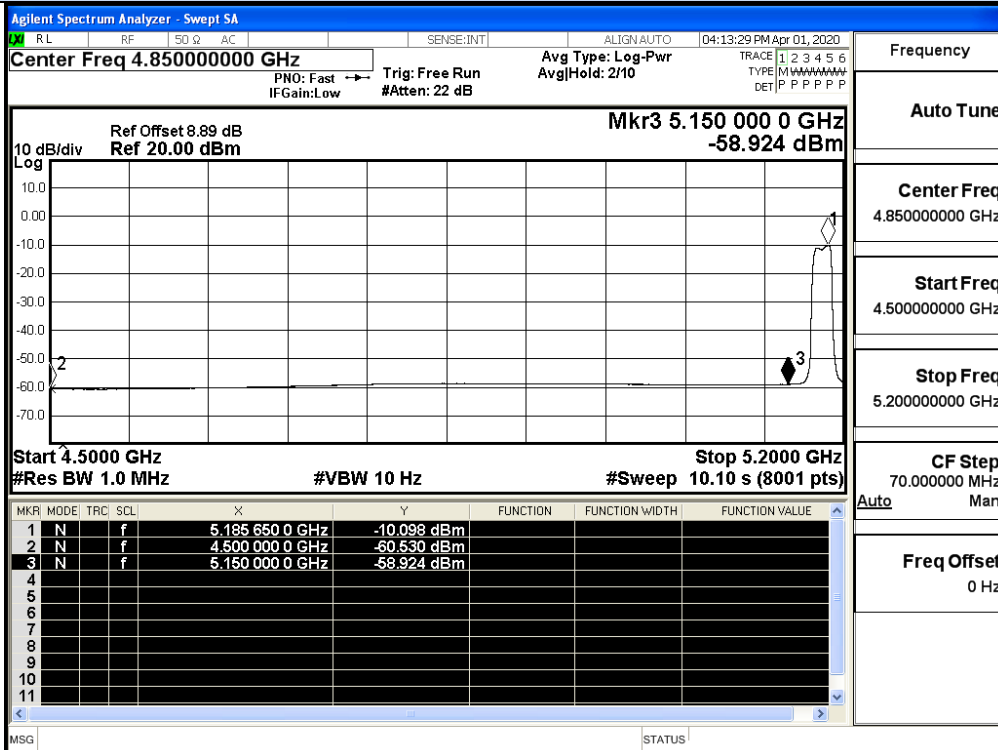 Agilent Spectrum Analyzer - Swept SA
LXI RL RF 50 Ω AC SENSE:INT ALIGN AUTO 04:13:29 PM Apr 01, 2020
Center Freq 4.850000000 GHz
PNO: Fast
IFGain:Low
Trig: Free Run
#Atten: 22 dB
Avg Type: Log-Pwr
Avg|Hold: 2/10
TRACE 1 2 3 4 5 6
TYPE M W W W W W
DET P P P P P P
Ref Offset 8.89 dB
10 dB/div Ref 20.00 dBm
Log
Mkr3 5.150 000 0 GHz
-58.924 dBm
10.0
0.00
-10.0
-20.0
-30.0
-40.0
-50.0
-60.0
-70.0
1
2
3
Start 4.5000 GHz Stop 5.2000 GHz
#Res BW 1.0 MHz #VBW 10 Hz #Sweep 10.10 s (8001 pts)
MKR MODE TRC SCL X Y FUNCTION FUNCTION WIDTH FUNCTION VALUE
1 N f 5.185 650 0 GHz -10.098 dBm
2 N f 4.500 000 0 GHz -60.530 dBm
3 N f 5.150 000 0 GHz -58.924 dBm
4
5
6
7
8
9
10
11
MSG STATUS
Frequency
Auto Tune
Center Freq
4.850000000 GHz
Start Freq
4.500000000 GHz
Stop Freq
5.200000000 GHz
CF Step
70.000000 MHz
Auto Man
Freq Offset
0 Hz